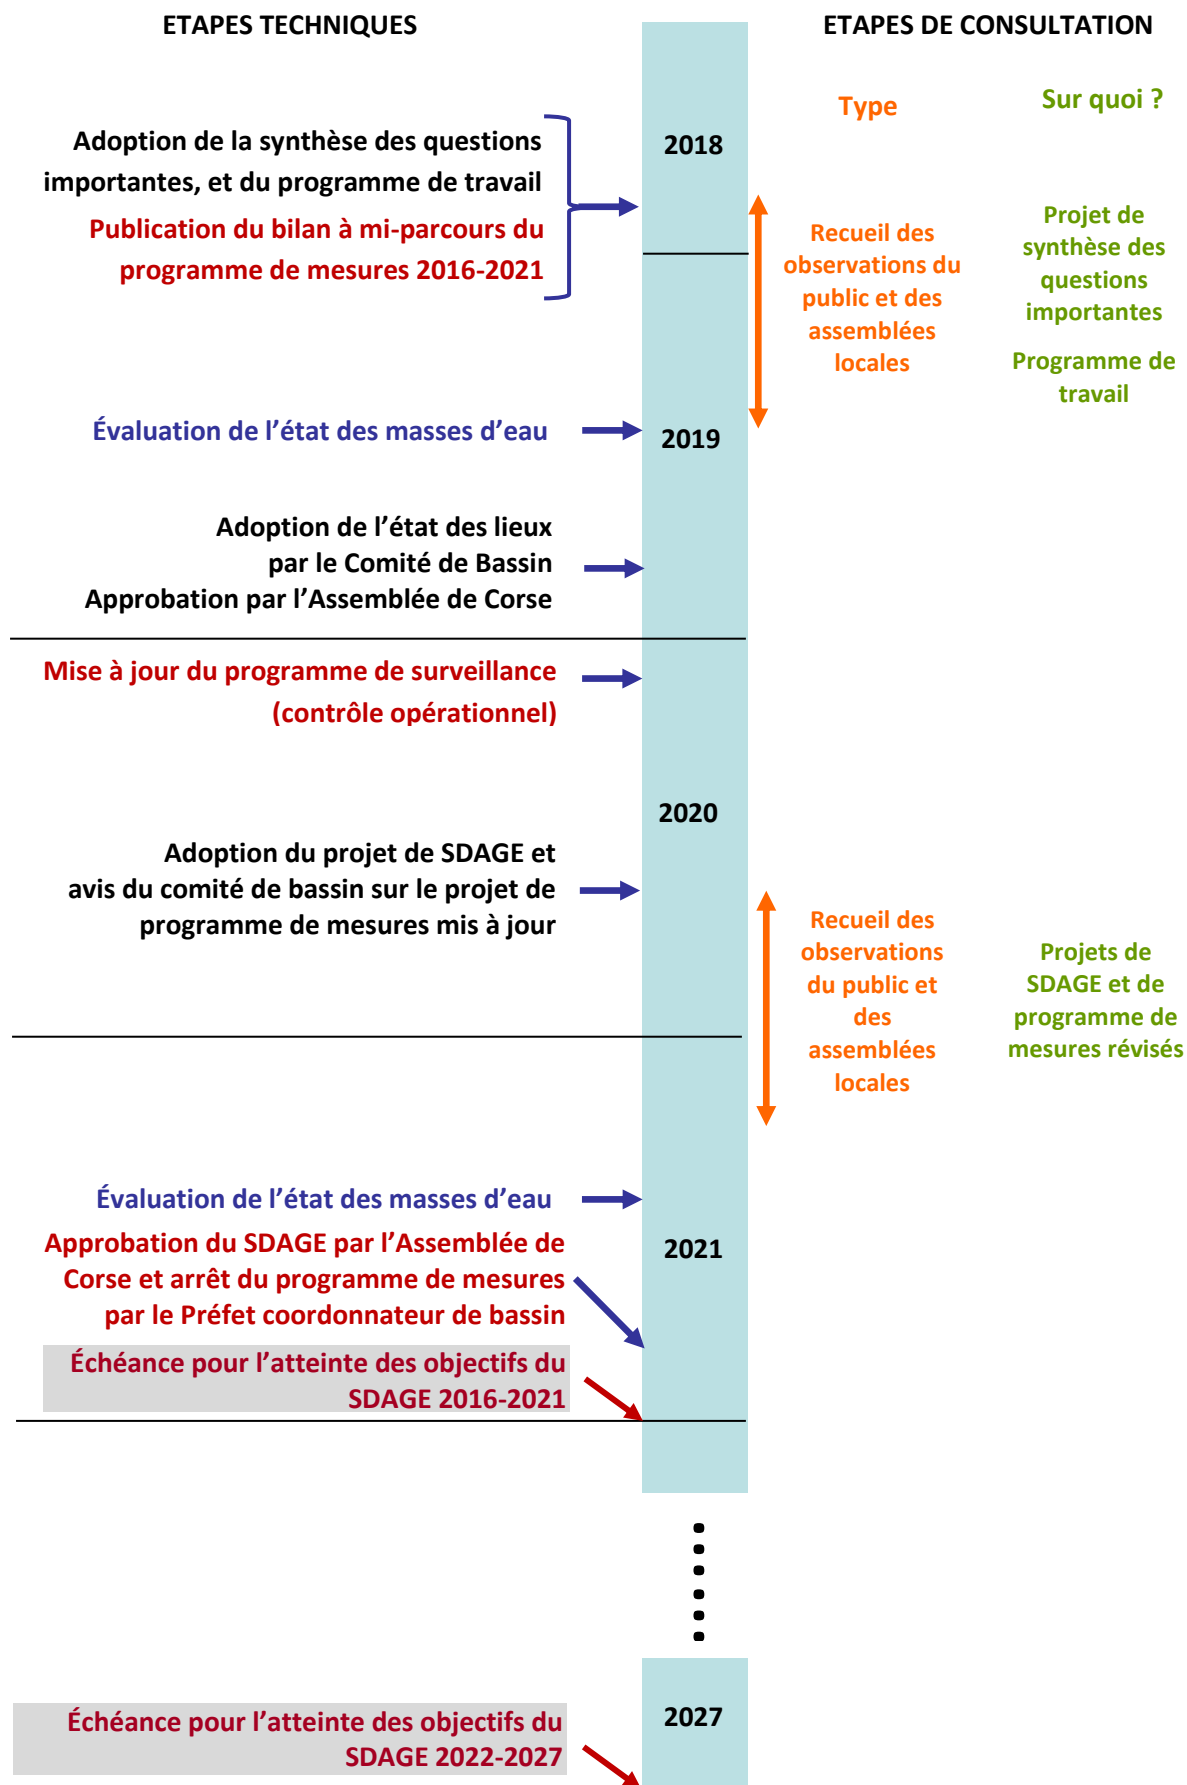 ETAPES TECHNIQUES
ETAPES DE CONSULTATION
Type
Sur quoi ?
2018
Adoption de la synthèse des questions
importantes, et du programme de travail
Publication du bilan à mi-parcours du
programme de mesures 2016-2021
Recueil des
observations du
public et des
assemblées
locales
Projet de
synthèse des
questions
importantes
Programme de
travail
Évaluation de l’état des masses d’eau
2019
Adoption de l’état des lieux
par le Comité de Bassin
Approbation par l’Assemblée de Corse
Mise à jour du programme de surveillance
(contrôle opérationnel)
2020
Adoption du projet de SDAGE et
avis du comité de bassin sur le projet de
programme de mesures mis à jour
Recueil des
observations
du public et
des
assemblées
locales
Projets de
SDAGE et de
programme de
mesures révisés
Évaluation de l’état des masses d’eau
2021
Approbation du SDAGE par l’Assemblée de
Corse et arrêt du programme de mesures
par le Préfet coordonnateur de bassin
Échéance pour l’atteinte des objectifs du
SDAGE 2016-2021
2027
Échéance pour l’atteinte des objectifs du
SDAGE 2022-2027